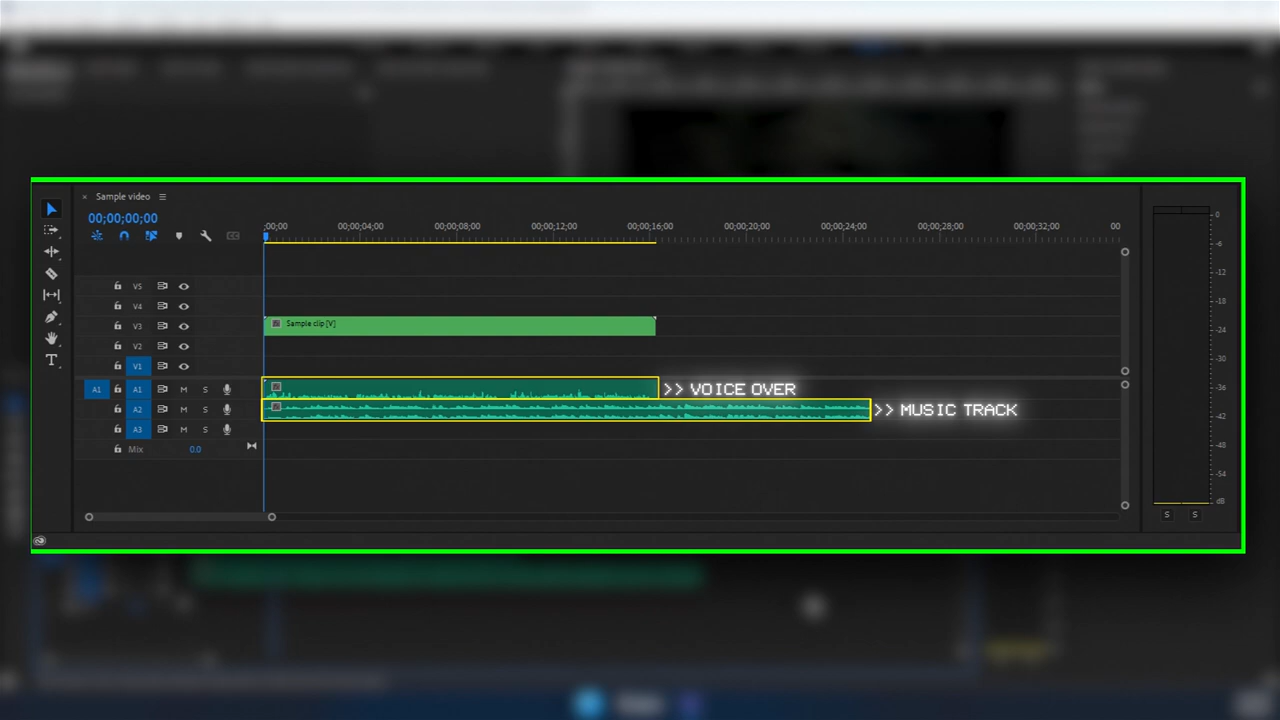 × Sample video ≡
00;00;00;00
;00;00 00;00;04;00 00;00;08;00 00;00;12;00 00;00;16;00 00;00;20;00 00;00;24;00 00;00;28;00 00;00;32;00 00
V5
V4
V3 Sample clip [V]
V2
V1
A1 A1 M S >> VOICE OVER
A2 M S >> MUSIC TRACK
A3 M S
Mix 0.0
0
-6
-12
-18
-24
-30
-36
-42
-48
-54
dB
S S
T